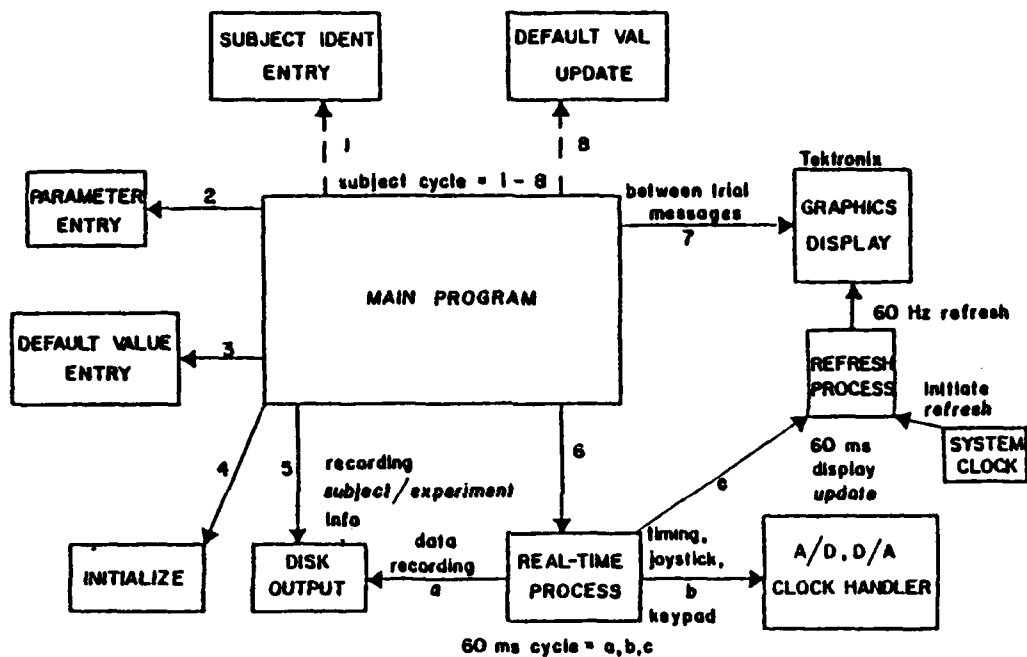 SUBJECT IDENT
ENTRY
DEFAULT VAL
UPDATE
1
8
subject cycle = 1 - 8
Tektronix
PARAMETER
ENTRY
2
between trial
messages
7
GRAPHICS
DISPLAY
MAIN PROGRAM
60 Hz refresh
DEFAULT VALUE
ENTRY
3
REFRESH
PROCESS
initiate
refresh
SYSTEM
CLOCK
4
5
recording
subject/experiment
info
6
c
60 ms
display
update
INITIALIZE
DISK
OUTPUT
data
recording
a
REAL-TIME
PROCESS
timing,
joystick,
b
keypad
A/D, D/A
CLOCK HANDLER
60 ms cycle = a,b,c